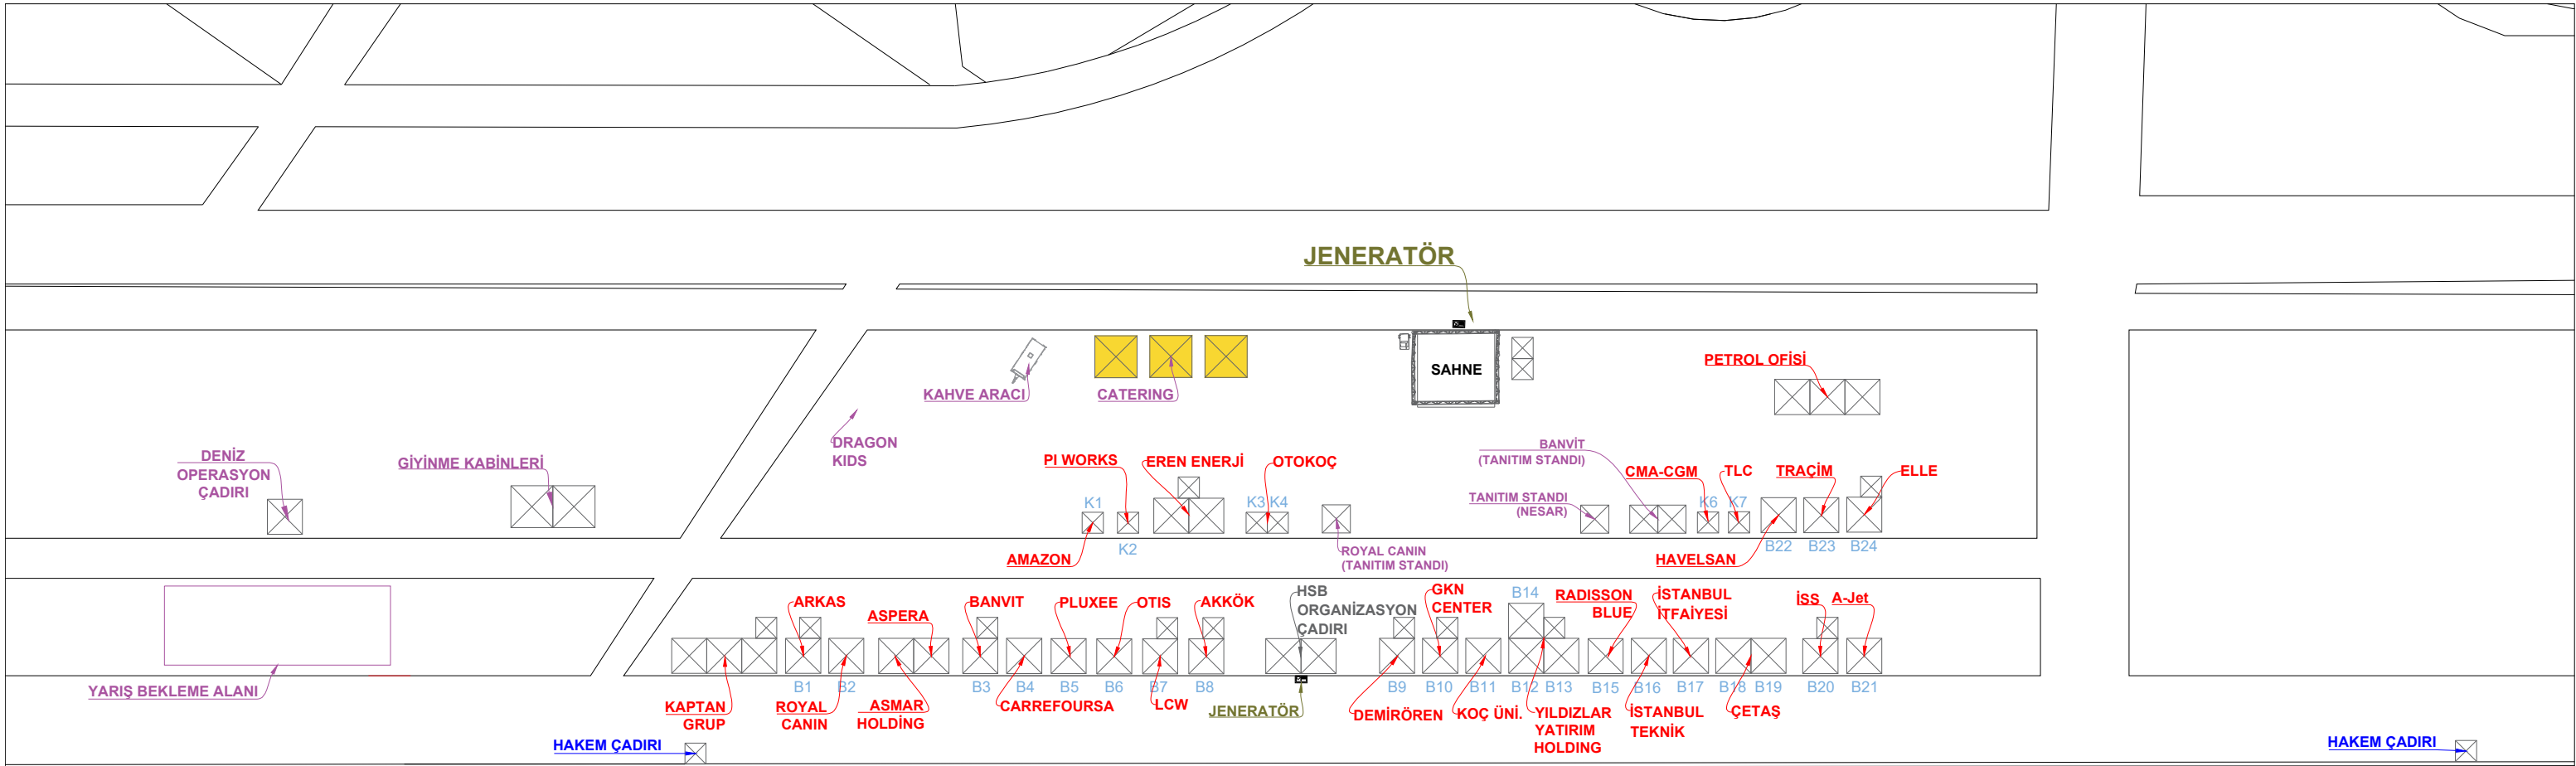 JENERATÖR
SAHNE
PETROL OFİSİ
KAHVE ARACI
CATERING
DRAGON
KIDS
DENİZ
OPERASYON
ÇADIRI
GİYİNME KABİNLERİ
PI WORKS
EREN ENERJİ
OTOKOÇ
BANVİT
(TANITIM STANDI)
CMA-CGM
TLC
TRAÇİM
ELLE
TANITIM STANDI
(NESAR)
K1
K3 K4
K6
K7
K2
B22
B23
B24
AMAZON
ROYAL CANIN
(TANITIM STANDI)
HAVELSAN
ARKAS
ASPERA
BANVIT
PLUXEE
OTIS
AKKÖK
HSB
ORGANİZASYON
ÇADIRI
GKN
CENTER
B14
RADISSON
BLUE
İSTANBUL
İTFAİYESİ
İSS
A-Jet
B1
B2
B3
B4
B5
B6
B7
B8
B9
B10
B11
B12
B13
B15
B16
B17
B18
B19
B20
B21
YARIŞ BEKLEME ALANI
KAPTAN
GRUP
ROYAL
CANIN
ASMAR
HOLDİNG
CARREFOURSA
LCW
JENERATÖR
DEMİRÖREN
KOÇ ÜNİ.
YILDIZLAR
YATIRIM
HOLDING
İSTANBUL
TEKNİK
ÇETAŞ
HAKEM ÇADIRI
HAKEM ÇADIRI